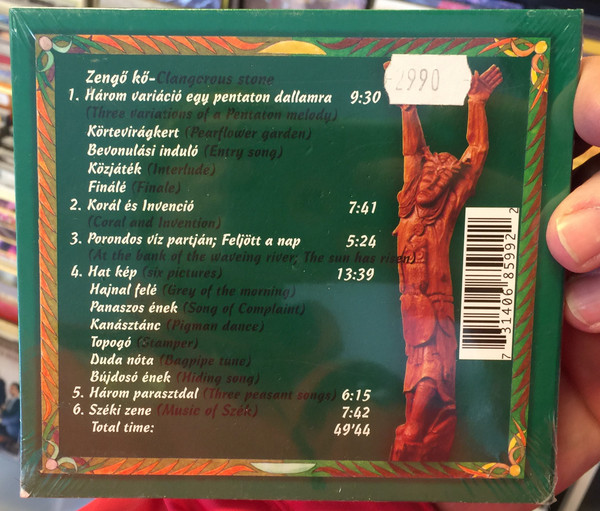 Zengő kő-Clangorous stone
1. Három variáció egy pentaton dallamra 9:30
(Three variations of a Pentaton melody)
Körtevirágkert (Pearflower garden)
Bevonulási induló (Entry song)
Közjáték (Interlude)
Finálé (Finale)
2. Korál és Invenció 7:41
(Coral and Invention)
3. Porondos víz partján; Feljött a nap 5:24
(At the bank of the waveing river; The sun has risen)
4. Hat kép (six pictures) 13:39
Hajnal felé (Grey of the morning)
Panaszos ének (Song of Complaint)
Kanásztánc (Pigman dance)
Topogó (Stamper)
Duda nóta (Bagpipe tune)
Bújdosó ének (Hiding song)
5. Három parasztdal (Three peasant songs) 6:15
6. Széki zene (Music of Szék) 7:42
Total time: 49'44
2990
7 31406 85992 2